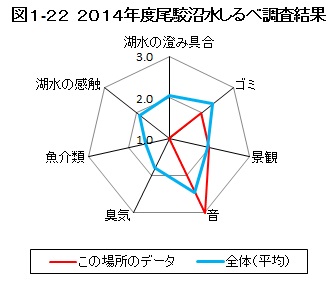 図1-22 2014年度尾駮沼水しるべ調査結果
湖水の澄み具合
3.0
湖水の感触
ゴミ
2.0
魚介類
1.0
景観
臭気
音
この場所のデータ
全体(平均)